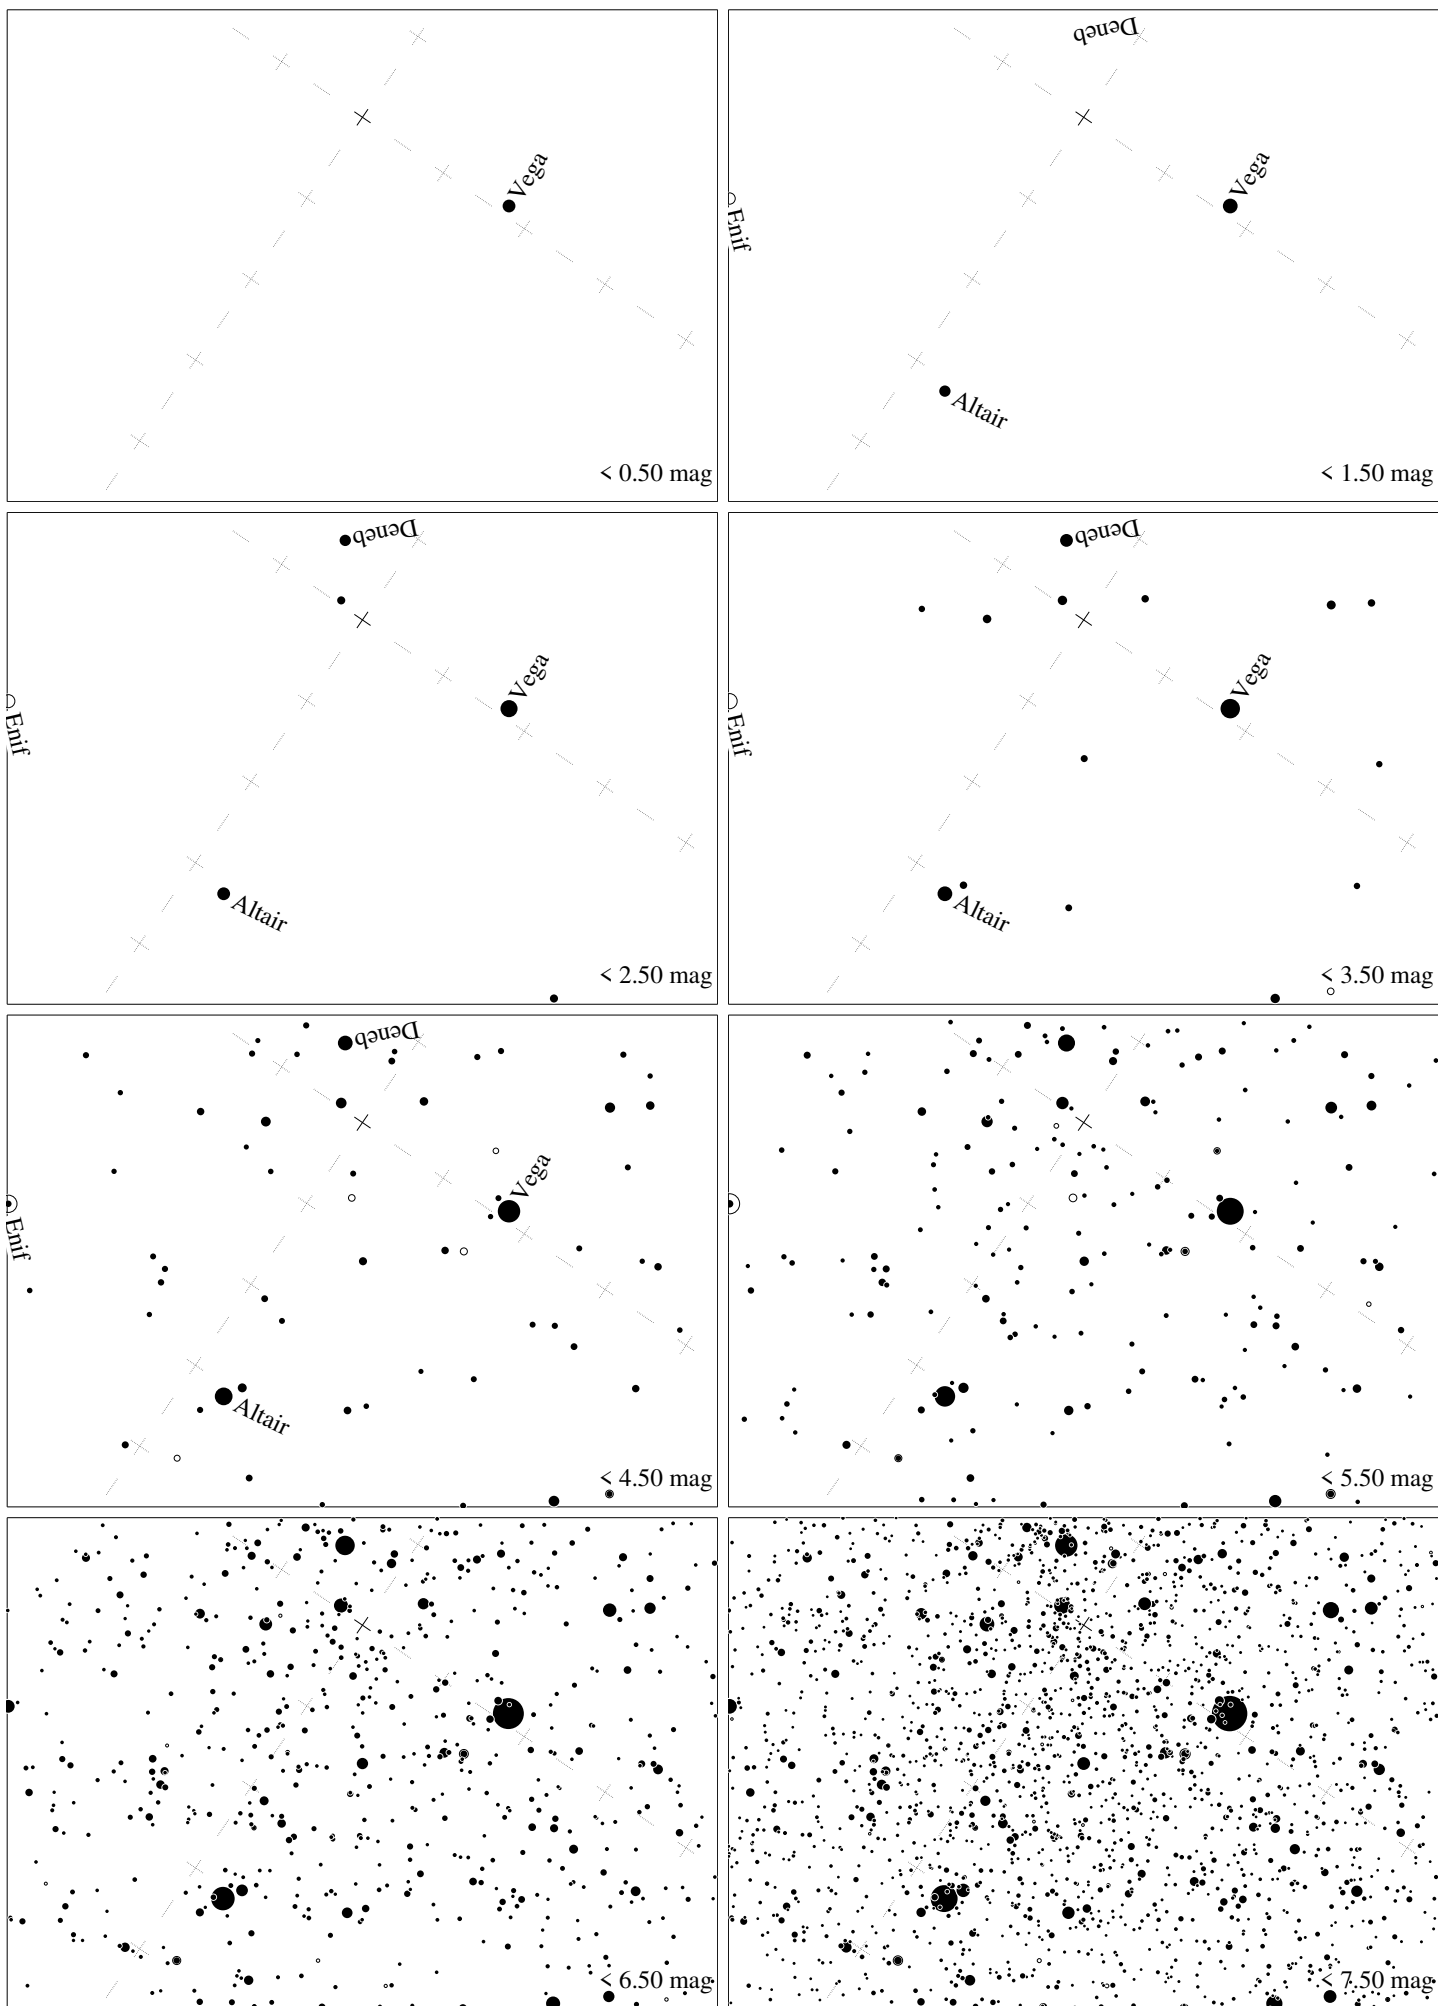 Vega
< 0.50 mag
Deneb
Vega
Enif
Altair
< 1.50 mag
Deneb
Vega
Enif
Altair
< 2.50 mag
Deneb
Vega
Enif
Altair
< 3.50 mag
Deneb
Vega
Enif
Altair
< 4.50 mag
< 5.50 mag
< 6.50 mag
< 7.50 mag